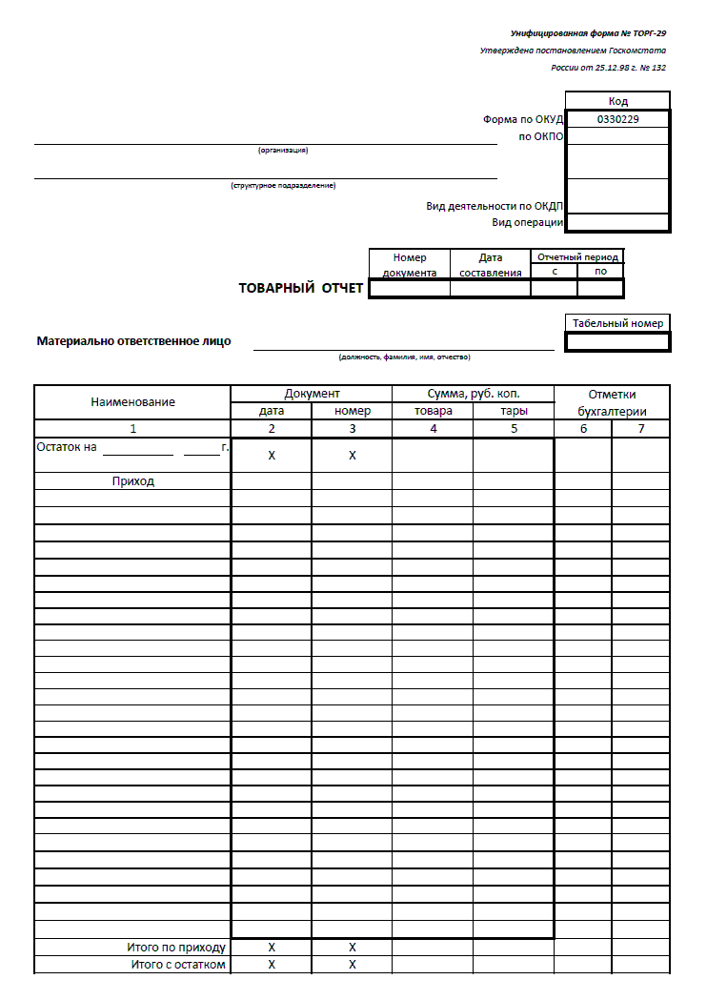 Унифицированная форма № ТОРГ-29
Утверждена постановлением Госкомстата
России от 25.12.98 г. № 132
Код
Форма по ОКУД 0330229
по ОКПО
(организация)
(структурное подразделение)
Вид деятельности по ОКДП
Вид операции
Номер документа Дата составления Отчетный период
с по
ТОВАРНЫЙ ОТЧЕТ
Табельный номер
Материально ответственное лицо
(должность, фамилия, имя, отчество)
Наименование Документ Сумма, руб. коп. Отметки бухгалтерии
дата номер товара тары
1 2 3 4 5 6 7
Остаток на г. X X
Приход
Итого по приходу X X
Итого с остатком X X